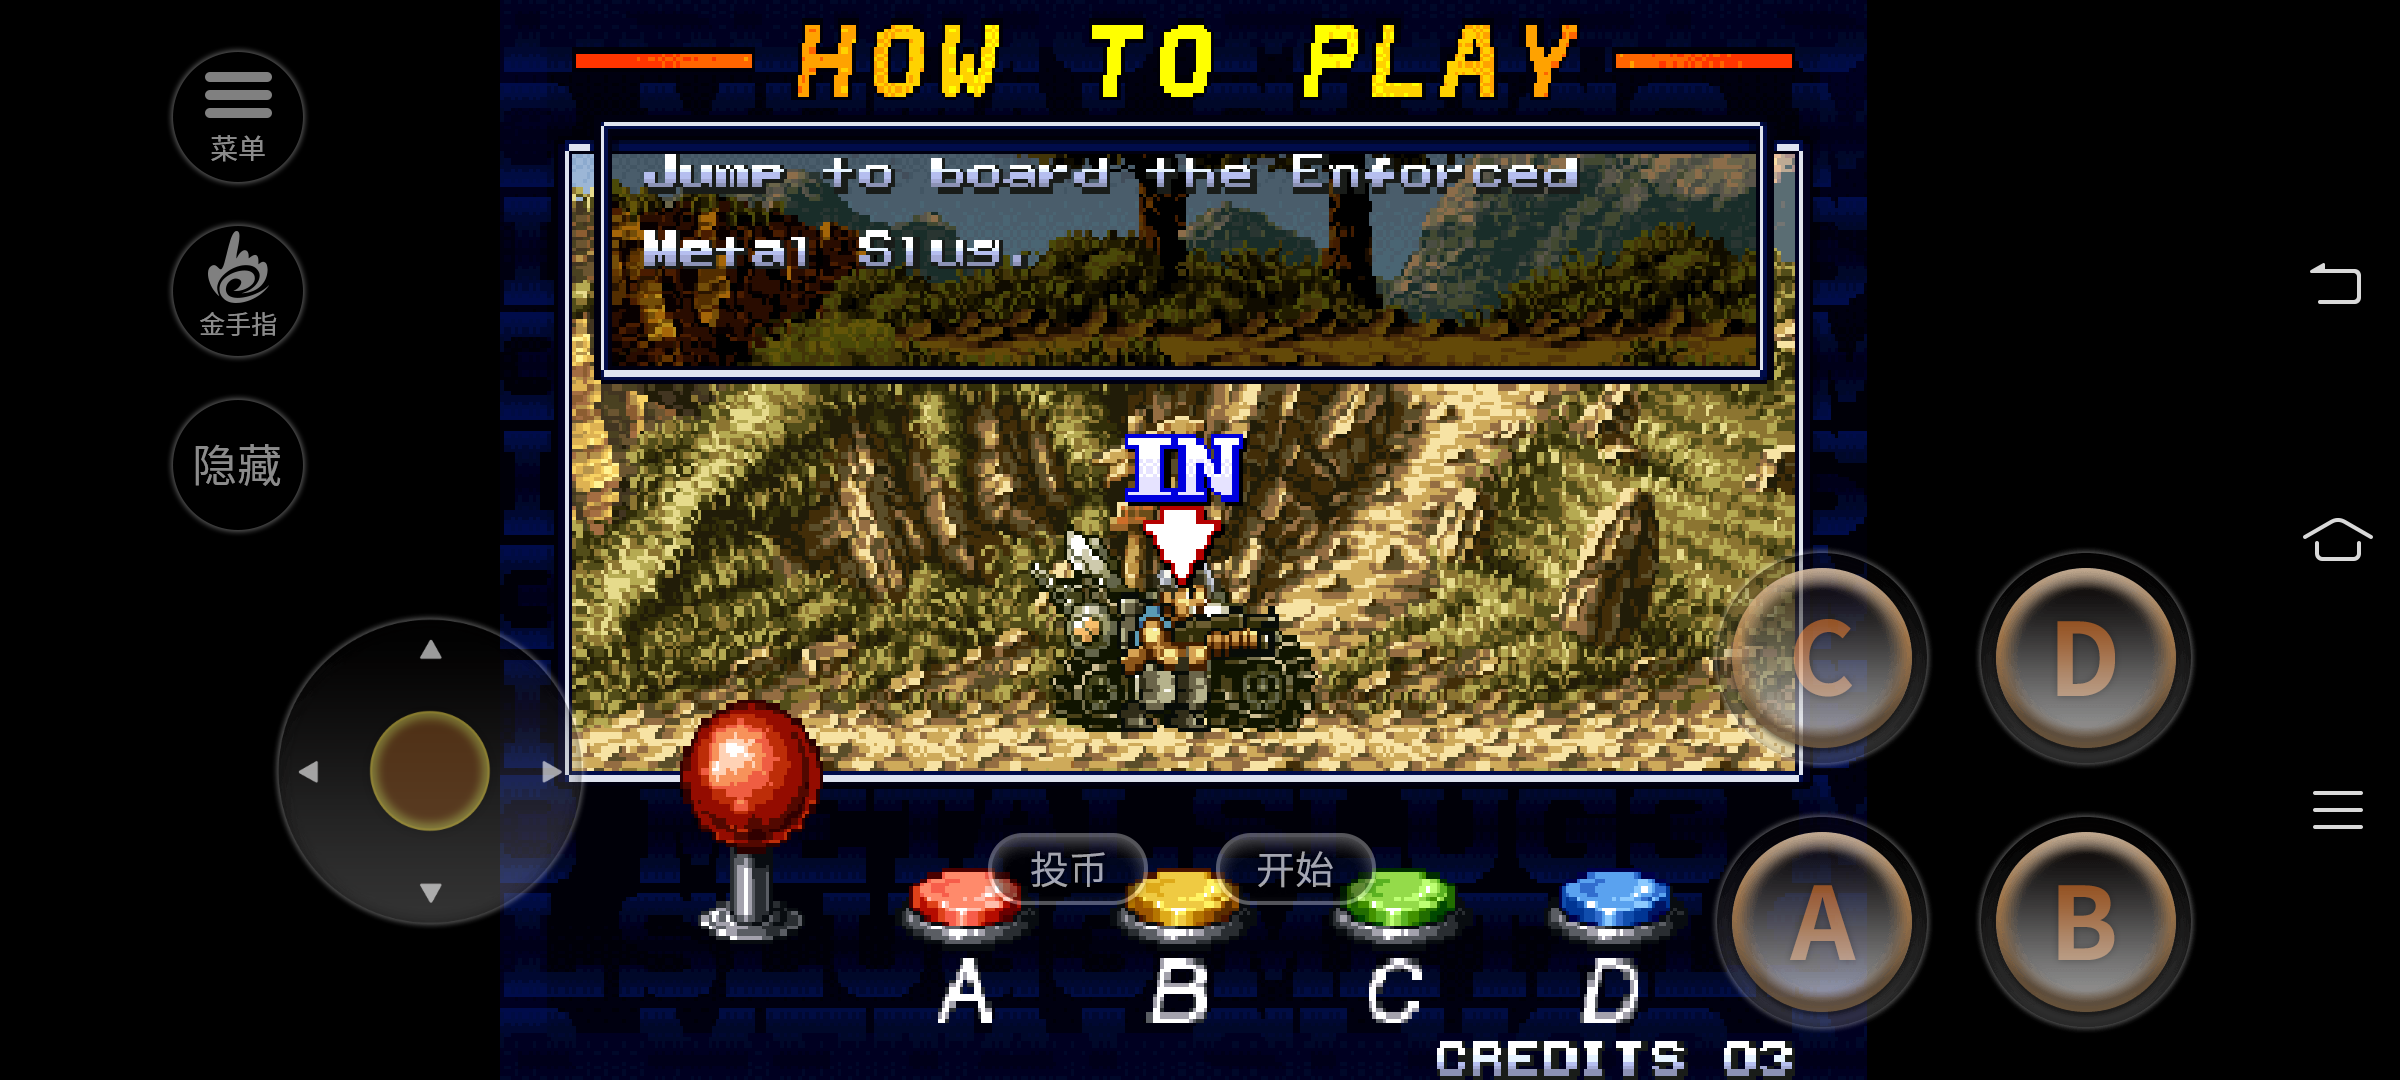 HOW TO PLAY
菜单
Jump to board the Enforced
Metal Slug.
金手指
隐藏
IN
C
D
投币
开始
A
B
A
B
C
D
CREDITS 03